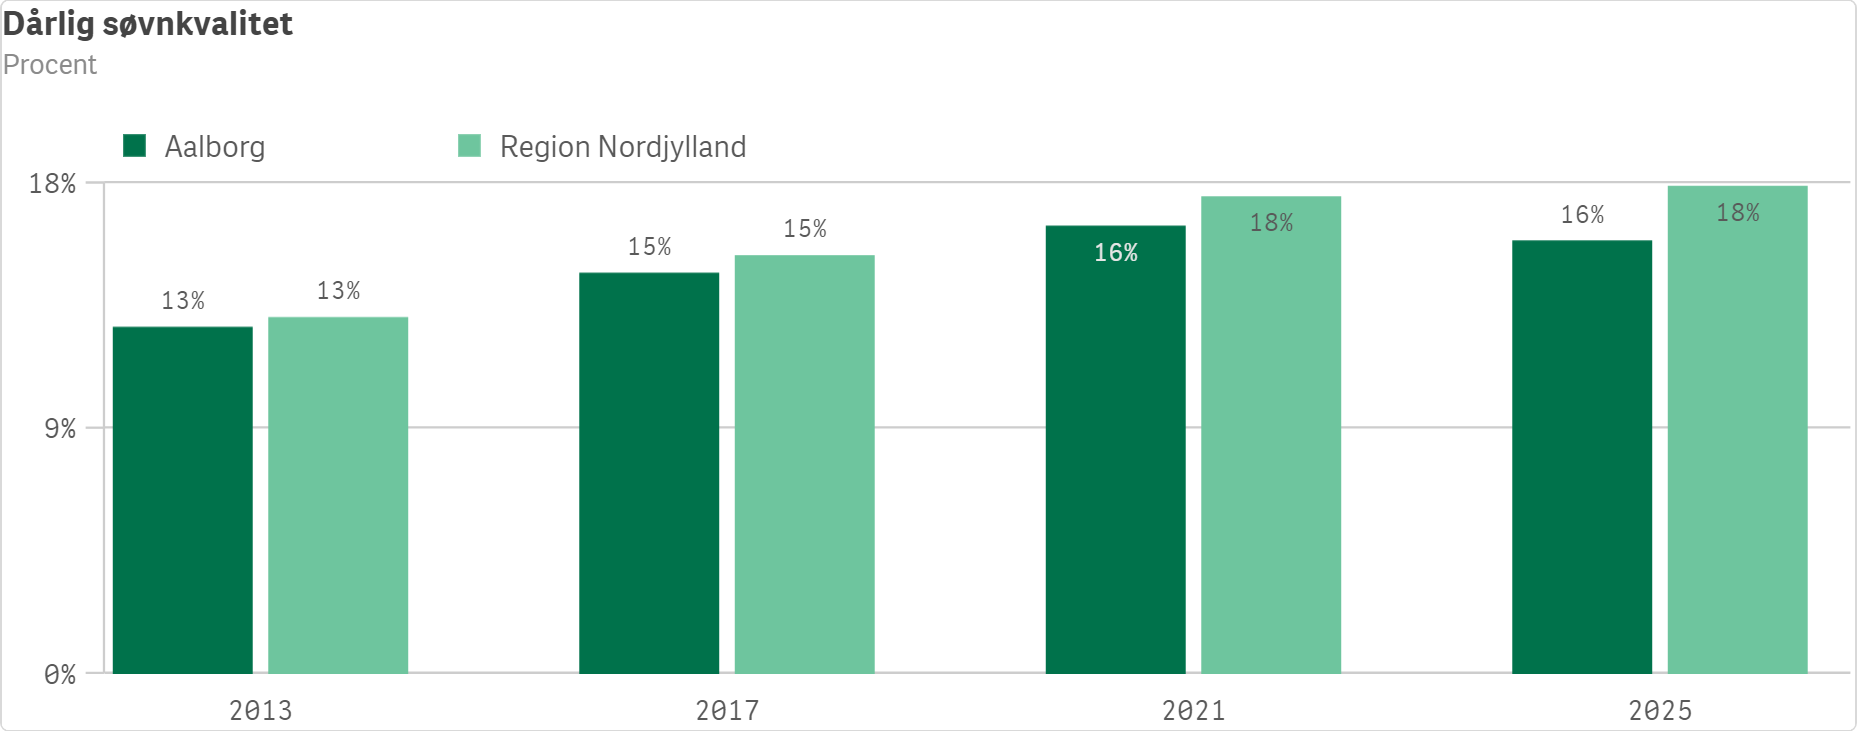 Dårlig søvnkvalitet
Procent
Aalborg Region Nordjylland
18%
9%
0%
13% 13% 15% 15% 16% 18% 16% 18%
2013 2017 2021 2025